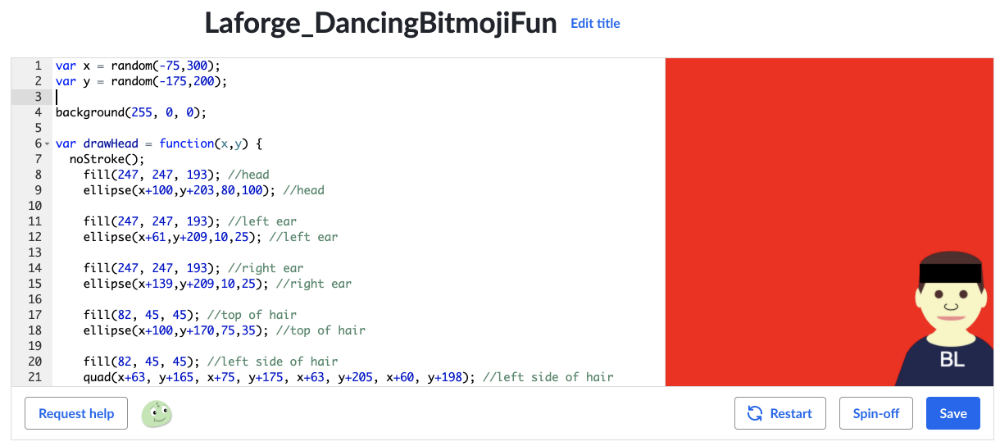 Laforge_DancingBitmojiFun Edit title
1 var x = random(-75,300);
2 var y = random(-175,200);
3
4 background(255, 0, 0);
5
6 var drawHead = function(x,y) {
7 noStroke();
8 fill(247, 247, 193); //head
9 ellipse(x+100,y+203,80,100); //head
10
11 fill(247, 247, 193); //left ear
12 ellipse(x+61,y+209,10,25); //left ear
13
14 fill(247, 247, 193); //right ear
15 ellipse(x+139,y+209,10,25); //right ear
16
17 fill(82, 45, 45); //top of hair
18 ellipse(x+100,y+170,75,35); //top of hair
19
20 fill(82, 45, 45); //left side of hair
21 quad(x+63, y+165, x+75, y+175, x+63, y+205, x+60, y+198); //left side of hair
BL
Request help Restart Spin-off Save